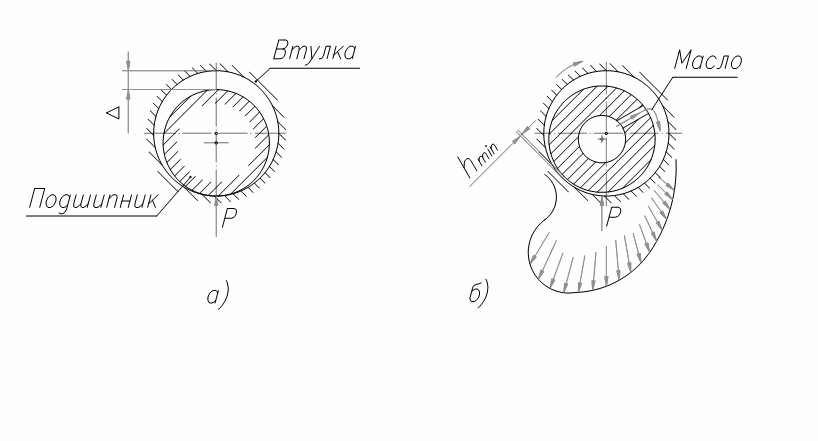 Втулка
Δ
Подшипник
P
а)
Масло
hmin
P
б)